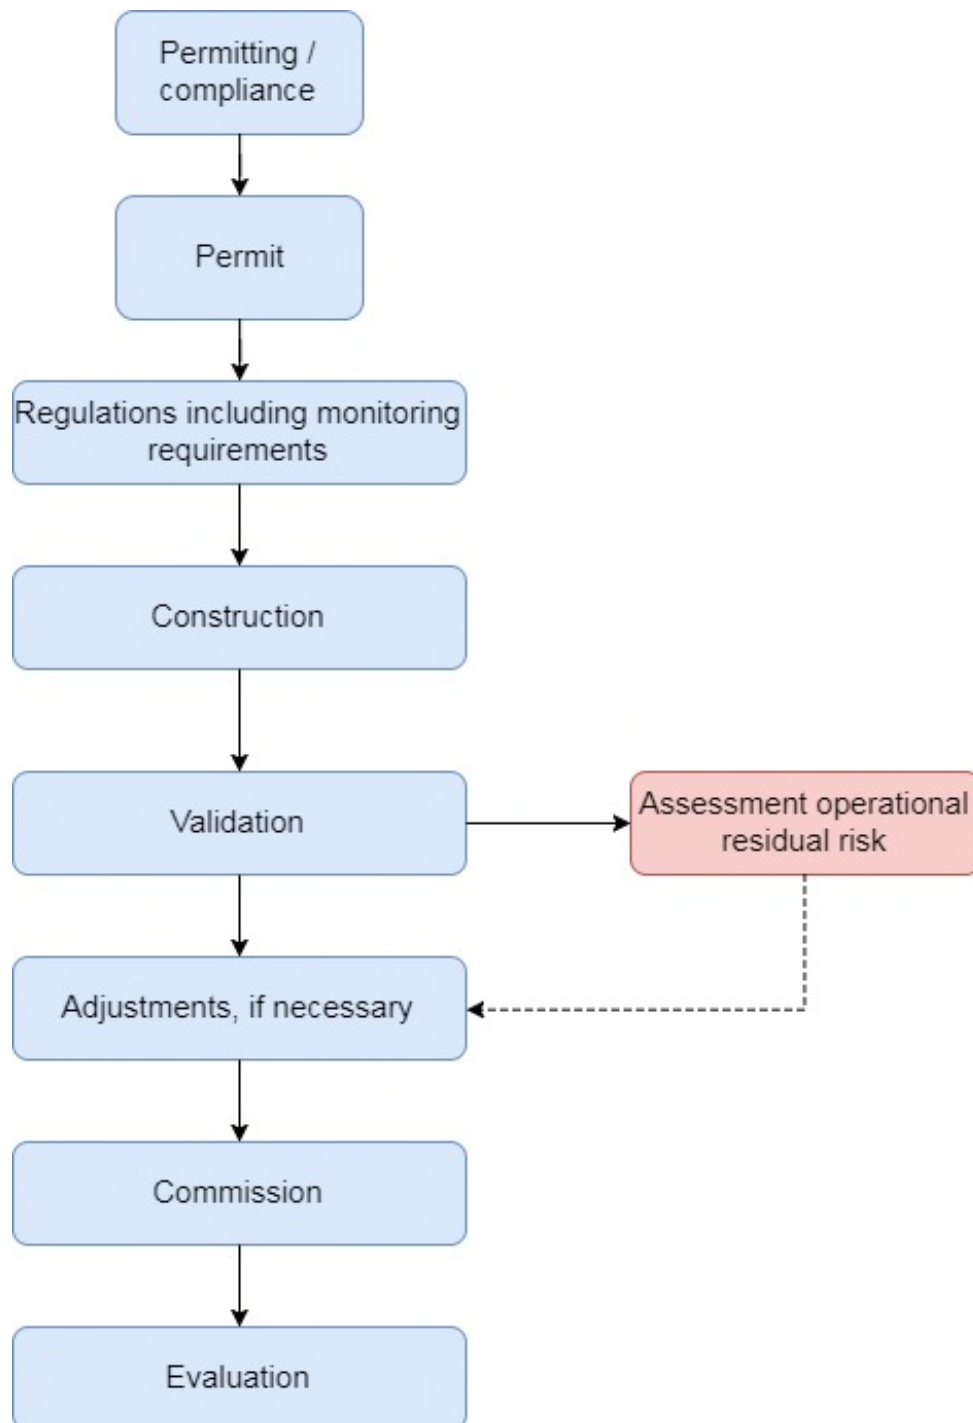 Permitting /
compliance
Permit
Regulations including monitoring
requirements
Construction
Validation
Assessment operational
residual risk
Adjustments, if necessary
Commission
Evaluation